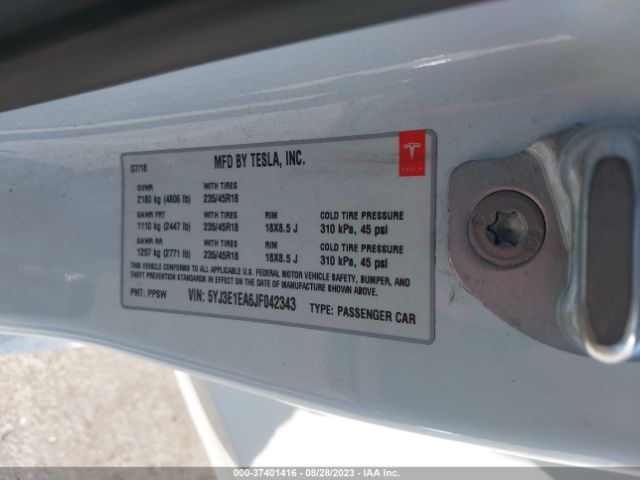 07/18 MFD BY TESLA, INC.
TESLA
GVWR WITH TIRES
2180 kg (4806 lb) 235/45R18
GAWR FRT WITH TIRES RIM COLD TIRE PRESSURE
1110 kg (2447 lb) 235/45R18 18X8.5 J 310 kPa, 45 psi
GAWR RR WITH TIRES RIM COLD TIRE PRESSURE
1257 kg (2771 lb) 235/45R18 18X8.5 J 310 kPa, 45 psi
THIS VEHICLE CONFORMS TO ALL APPLICABLE U.S. FEDERAL MOTOR VEHICLE SAFETY, BUMPER, AND
THEFT PREVENTION STANDARDS IN EFFECT ON THE DATE OF MANUFACTURE SHOWN ABOVE.
PNT: PPSW VIN: 5YJ3E1EA6JF042343 TYPE: PASSENGER CAR
000-37401416 - 08/28/2023 - IAA Inc.